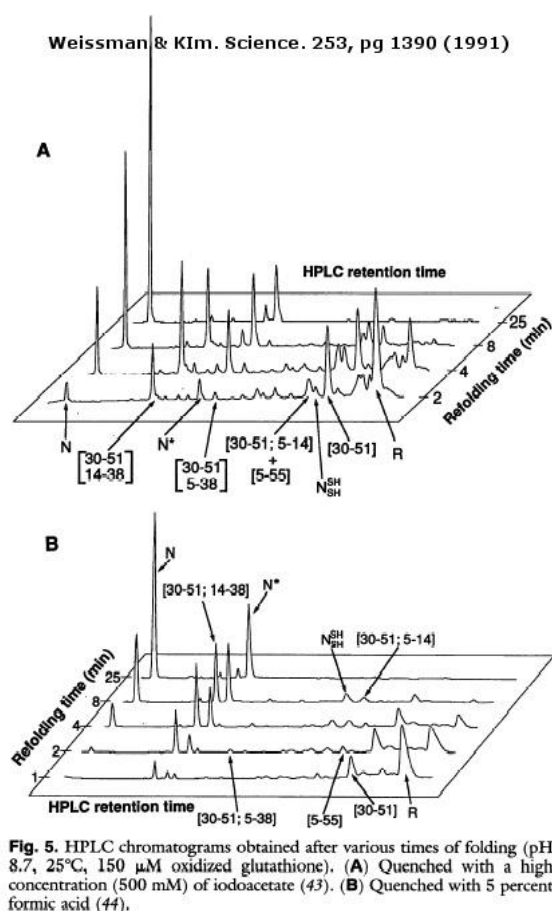 Weissman & KIm. Science. 253, pg 1390 (1991)
A
HPLC retention time
25
8
4
2
Refolding time (min)
N
[30-51
14-38]
N*
[30-51
5-38]
[30-51; 5-14]
+
[5-55]
N SH SH
[30-51]
R
B
N
[30-51; 14-38]
N*
N SH SH
[30-51; 5-14]
25
8
4
2
1
Refolding time (min)
HPLC retention time
[30-51; 5-38]
[5-55]
[30-51]
R
Fig. 5. HPLC chromatograms obtained after various times of folding (pH
8.7, 25°C, 150 μM oxidized glutathione). (A) Quenched with a high
concentration (500 mM) of iodoacetate (43). (B) Quenched with 5 percent
formic acid (44).